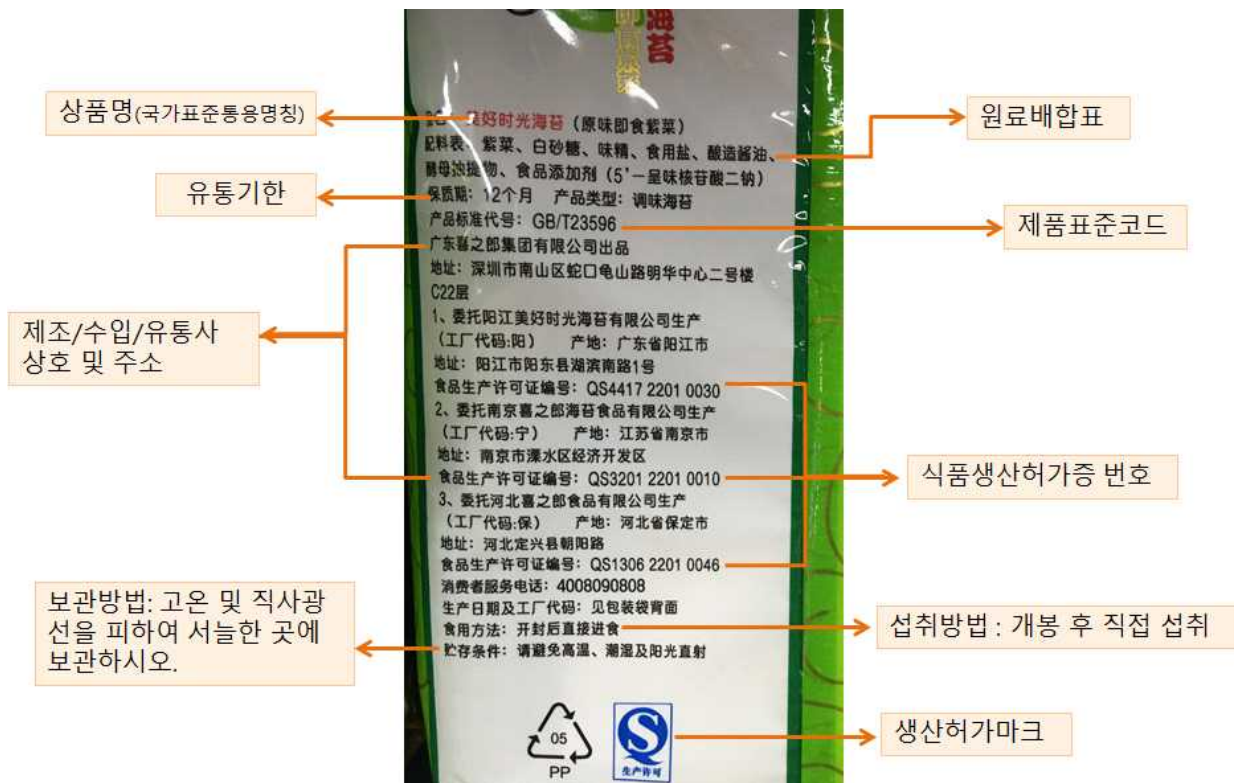 海苔
상품명(国家표준통용명칭)
유통기한
제조/수입/유통사
상호 및 주소
보관방법: 고온 및 직사광
선을 피하여 서늘한 곳에
보관하시오.
美好时光海苔（原味即食紫菜）
配料表：紫菜、白砂糖、味精、食用盐、酿造酱油、
酵母抽提物、食品添加剂（5'一呈味核苷酸二钠）
保质期：12个月 产品类型：调味海苔
产品标准代号：GB/T23596
广东喜之郎集团有限公司出品
地址：深圳市南山区蛇口龟山路明华中心二号楼
C22层
1、委托阳江美好时光海苔有限公司生产
（工厂代码:阳） 产地：广东省阳江市
地址：阳江市阳东县湖滨南路1号
食品生产许可证编号：QS4417 2201 0030
2、委托南京喜之郎海苔食品有限公司生产
（工厂代码:宁） 产地：江苏省南京市
地址：南京市溧水区经济开发区
食品生产许可证编号：QS3201 2201 0010
3、委托河北喜之郎食品有限公司生产
（工厂代码:保） 产地：河北省保定市
地址：河北定兴县朝阳路
食品生产许可证编号：QS1306 2201 0046
消费者服务电话：4008090808
生产日期及工厂代码：见包装袋背面
食用方法：开封后直接进食
贮存条件：请避免高温、潮湿及阳光直射
05
PP
生产许可
원료배합표
제품표준코드
식품생산허가증 번호
섭취방법 : 개봉 후 직접 섭취
생산허가마크